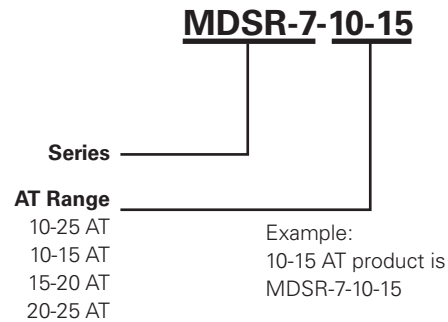 MDSR-7-10-15
Series
AT Range
10-25 AT
10-15 AT
15-20 AT
20-25 AT
Example:
10-15 AT product is
MDSR-7-10-15